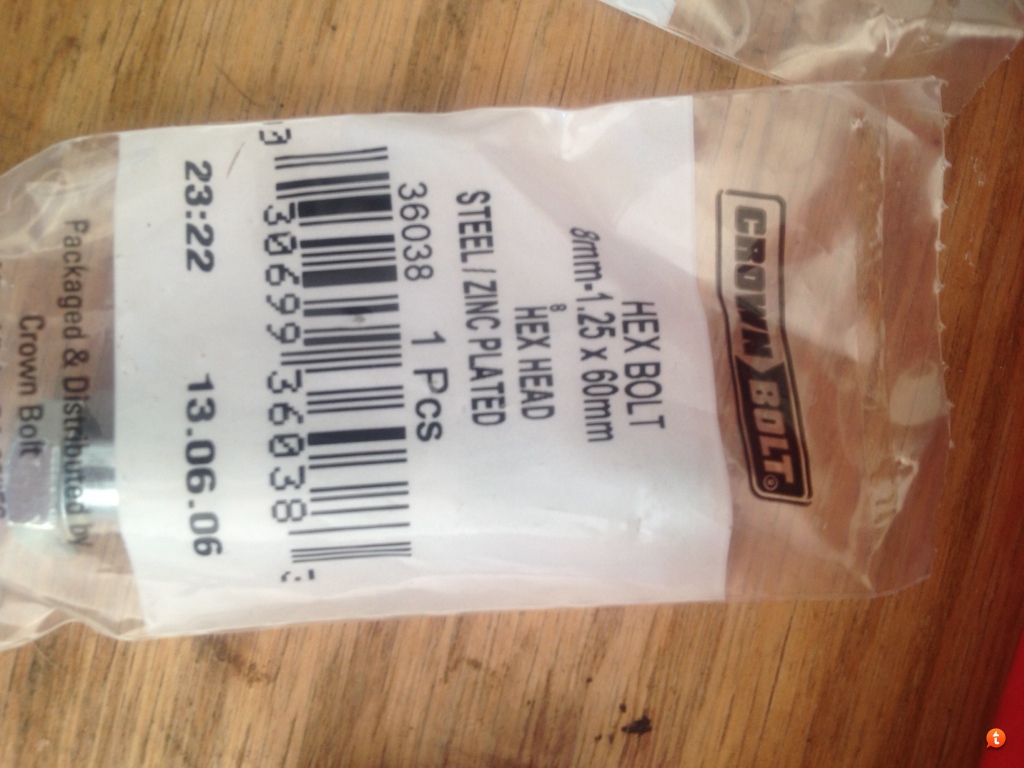 CROWN BOLT®
HEX BOLT
8mm-1.25 x 60mm
8
HEX HEAD
STEEL / ZINC PLATED
36038 1 Pcs
30699 36038
23:22 13.06.06
Packaged & Distributed by
Crown Bolt